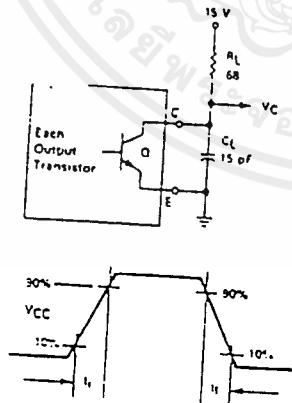 15 V
RL
68
C
VC
Each
Output
Transistor
Q
CL
15 pF
E
90%
90%
VCC
10%
10%
tr
tf